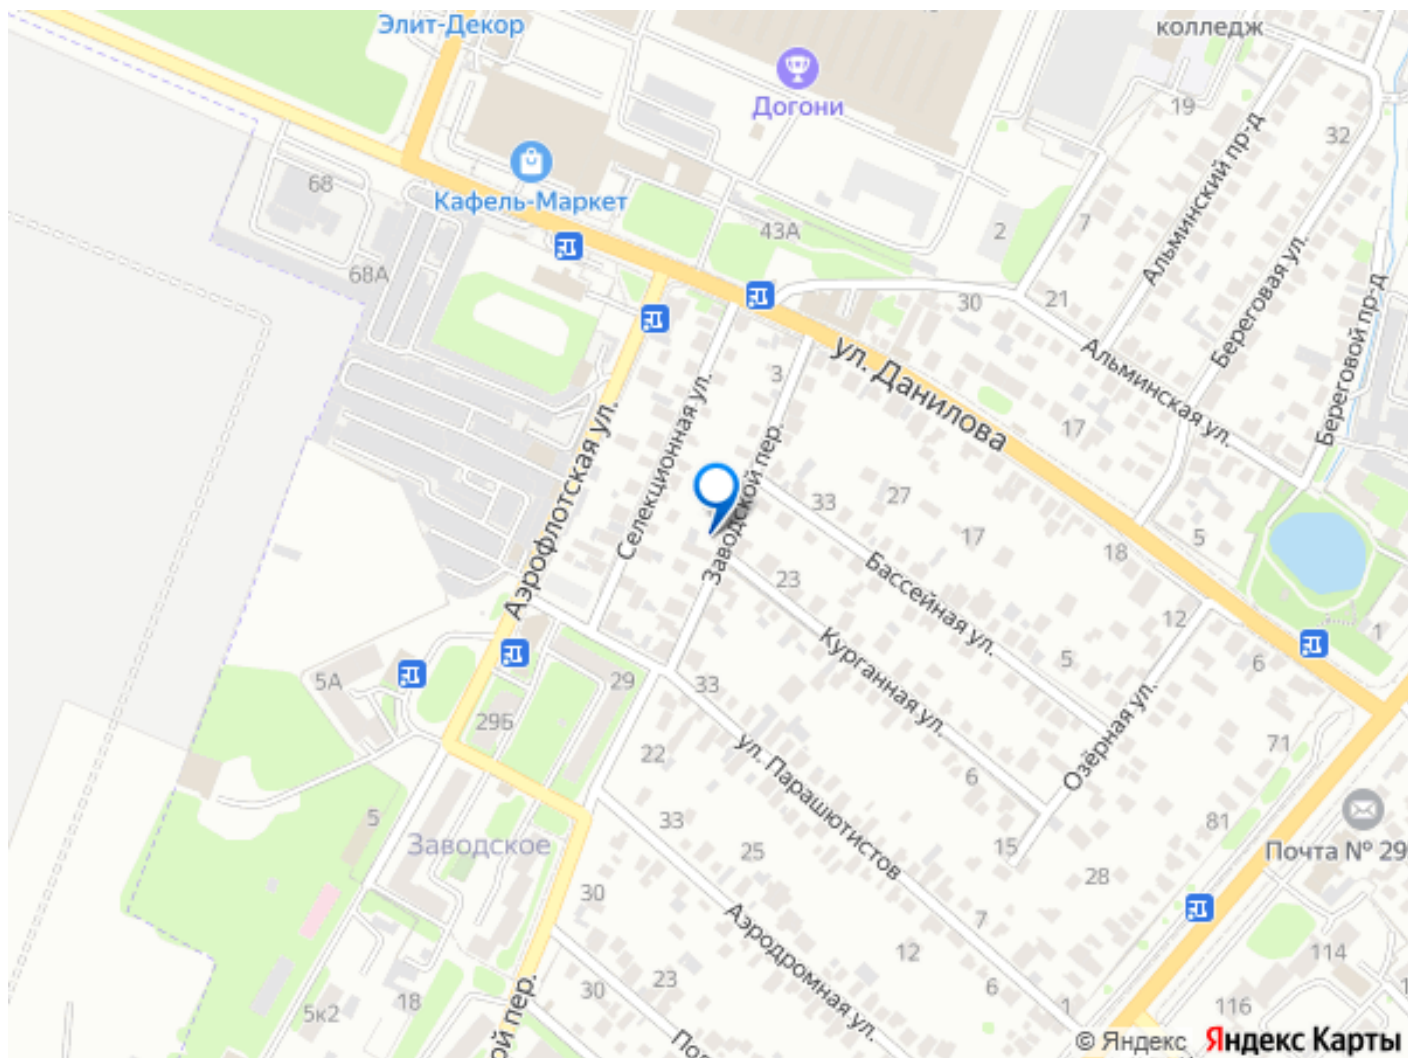 Элит-Декор
колледж
Догони
19
32
68
Кафель-Маркет
43А
2
7
Альминский пр-д
Береговая ул.
68А
30
21
Береговой пр-д
ул. Данилова
Альминская ул.
3
17
Аэрофлотская ул.
Селекционная ул.
Заводской пер.
33
27
17
18
5
23
Бассейная ул.
12
1
Курганная ул.
5
6
Озёрная ул.
5А
29
33
29Б
22
ул. Парашютистов
6
71
81
5
Заводское
33
25
15
28
Почта № 29
30
Аэродромная ул.
7
12
114
23
30
6
1
116
5к2
18
ой пер.
© Яндекс Яндекс Карты